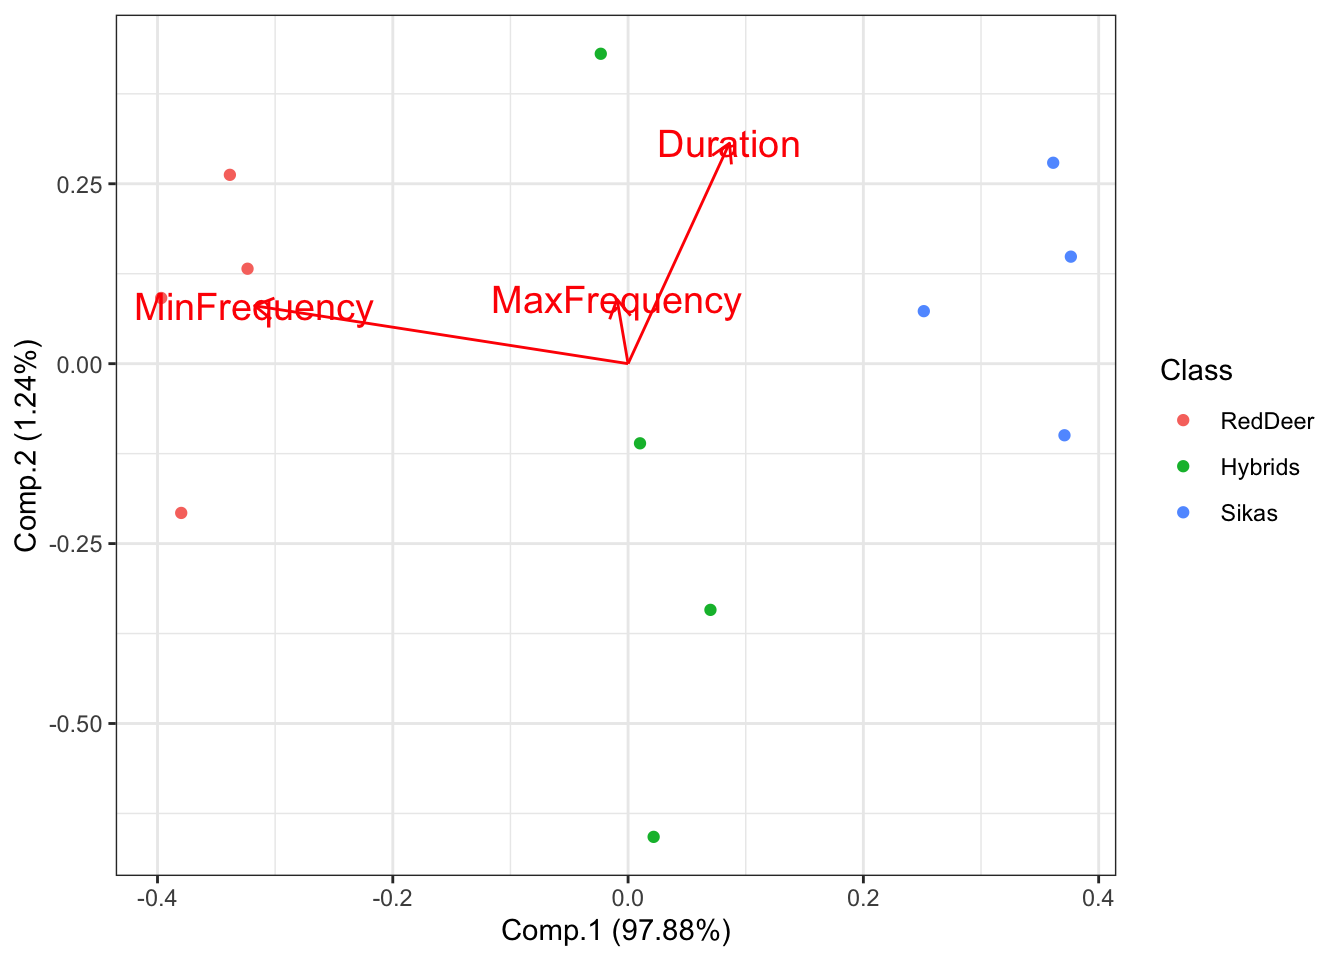 Duration
MinFrequency
MaxFrequency
0.25
0.00
-0.25
-0.50
Comp.2 (1.24%)
-0.4
-0.2
0.0
0.2
0.4
Comp.1 (97.88%)
Class
RedDeer
Hybrids
Sikas